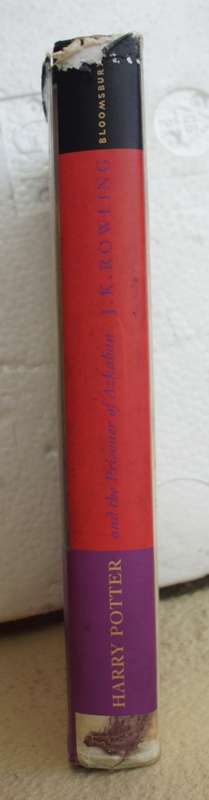 HARRY POTTER
and the Prisoner of Azkaban
J.K. ROWLING
BLOOMSBURY